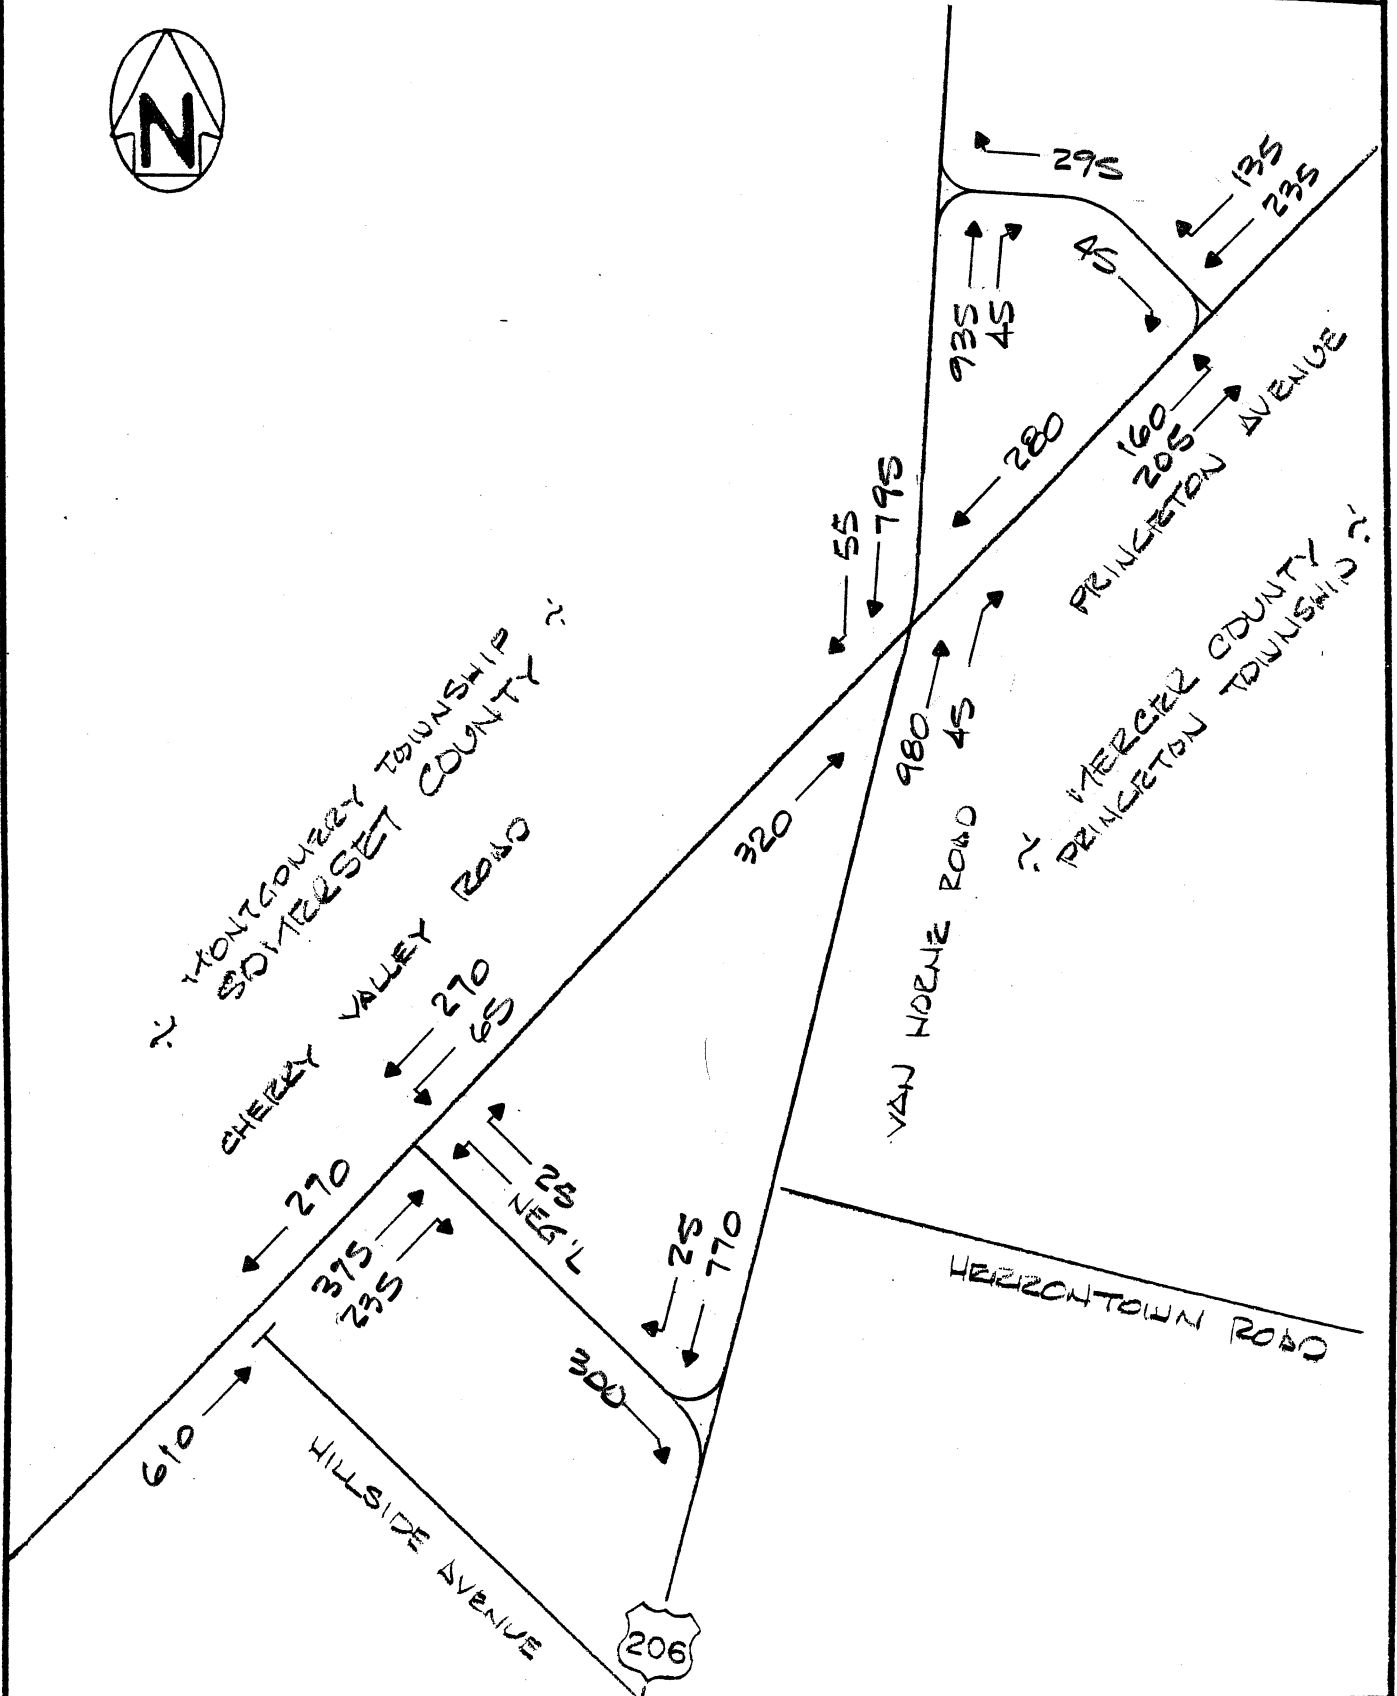 N
295
135
235
935
45
45
160
205
PRINCETON AVENUE
280
55
795
MERCER COUNTY
PRINCETON TOWNSHIP
980
45
320
MONTGOMERY TOWNSHIP
SOMERSET COUNTY
VAN HORNE ROAD
CHERRY VALLEY ROAD
270
65
25
NEG'L
270
375
235
25
770
HERRONTOWN ROAD
300
610
HILLSIDE AVENUE
206